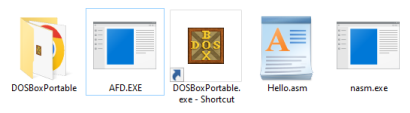 BOX
DOS
DOSBoxPortable
AFD.EXE
DOSBoxPortable.
exe - Shortcut
Hello.asm
nasm.exe